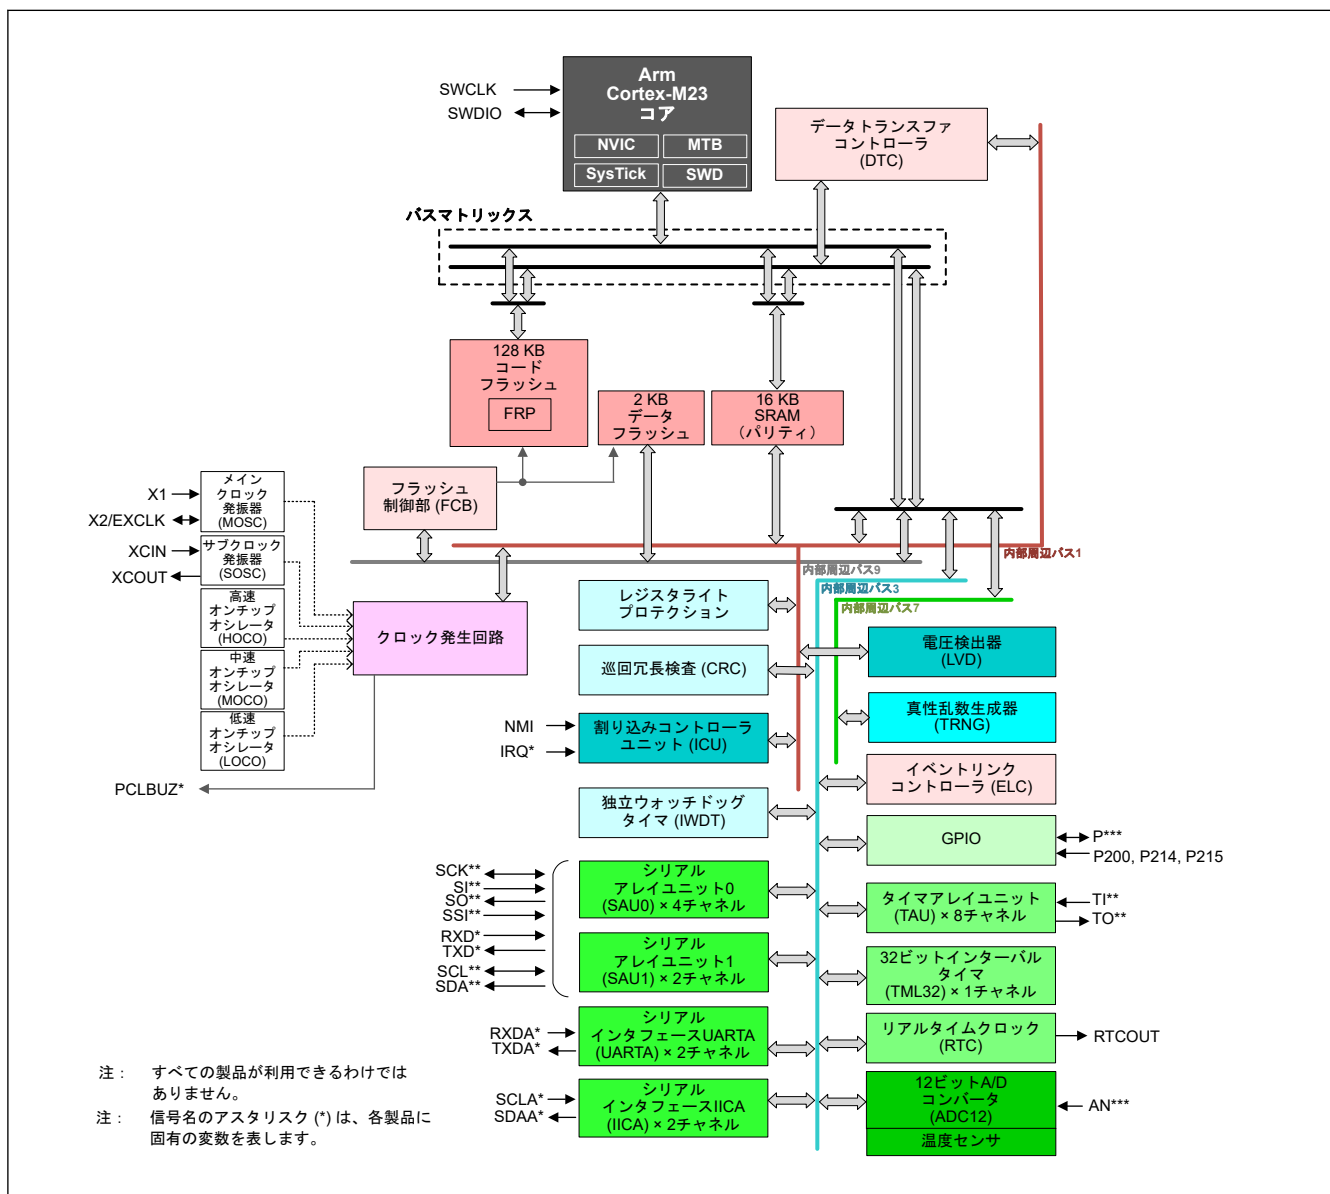 Arm
Cortex-M23
コア
NVIC
MTB
SysTick
SWD
SWCLK
SWDIO
データトランスファ
コントローラ
(DTC)
バスマトリックス
128 KB
コード
フラッシュ
FRP
2 KB
データ
フラッシュ
16 KB
SRAM
（パリティ）
フラッシュ
制御部 (FCB)
X1
X2/EXCLK
XCIN
XCOUT
メイン
クロック
発振器
(MOSC)
サブクロック
発振器
(SOSC)
高速
オンチップ
オシレータ
(HOCO)
中速
オンチップ
オシレータ
(MOCO)
低速
オンチップ
オシレータ
(LOCO)
クロック発生回路
PCLBUZ*
内部周辺バス1
内部周辺バス9
内部周辺バス3
内部周辺バス7
レジスタライト
プロテクション
巡回冗長検査 (CRC)
NMI
IRQ*
割り込みコントローラ
ユニット (ICU)
独立ウォッチドッグ
タイマ (IWDT)
SCK**
SI**
SO**
SSI**
RXD*
TXD*
SCL**
SDA**
シリアル
アレイユニット0
(SAU0) × 4チャネル
シリアル
アレイユニット1
(SAU1) × 2チャネル
RXDA*
TXDA*
シリアル
インタフェースUARTA
(UARTA) × 2チャネル
SCLA*
SDAA*
シリアル
インタフェースIICA
(IICA) × 2チャネル
電圧検出器
(LVD)
真性乱数生成器
(TRNG)
イベントリンク
コントローラ (ELC)
GPIO
P***
P200, P214, P215
タイマアレイユニット
(TAU) × 8チャネル
TI**
TO**
32ビットインターバル
タイマ
(TML32) × 1チャネル
リアルタイムクロック
(RTC)
RTCOUT
12ビットA/D
コンバータ
(ADC12)
AN***
温度センサ
注： すべての製品が利用できるわけでは
ありません。
注： 信号名のアスタリスク (*) は、各製品に
固有の変数を表します。